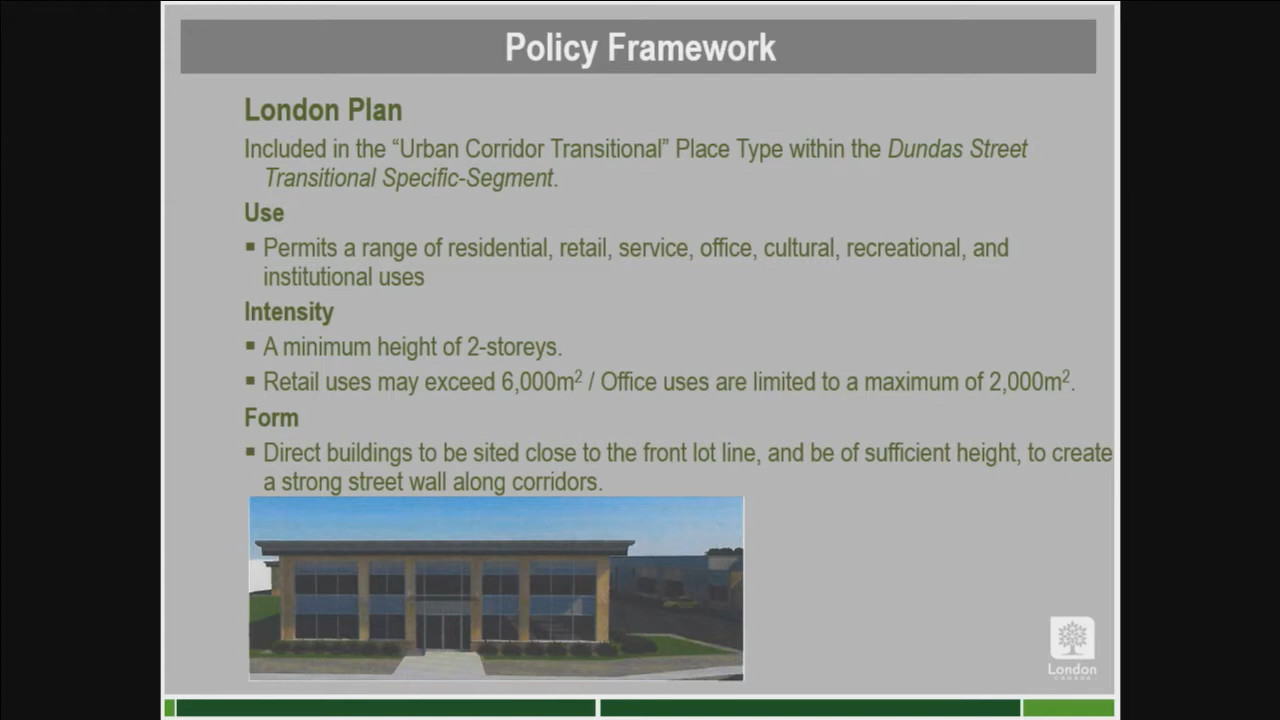 Policy Framework
London Plan
Included in the “Urban Corridor Transitional” Place Type within the Dundas Street
Transitional Specific-Segment.
Use
▪ Permits a range of residential, retail, service, office, cultural, recreational, and
institutional uses
Intensity
▪ A minimum height of 2-storeys.
▪ Retail uses may exceed 6,000m² / Office uses are limited to a maximum of 2,000m².
Form
▪ Direct buildings to be sited close to the front lot line, and be of sufficient height, to create
a strong street wall along corridors.
London
CANADA